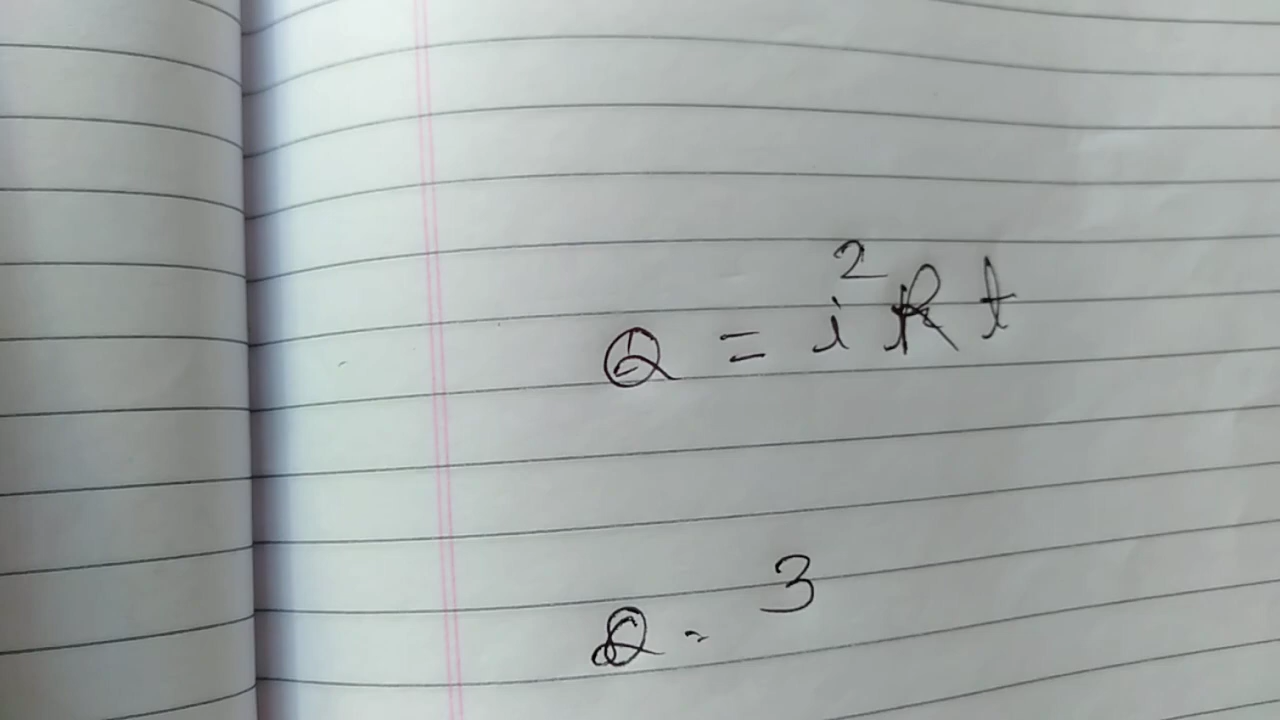 Q = i²Rt
Q = 3